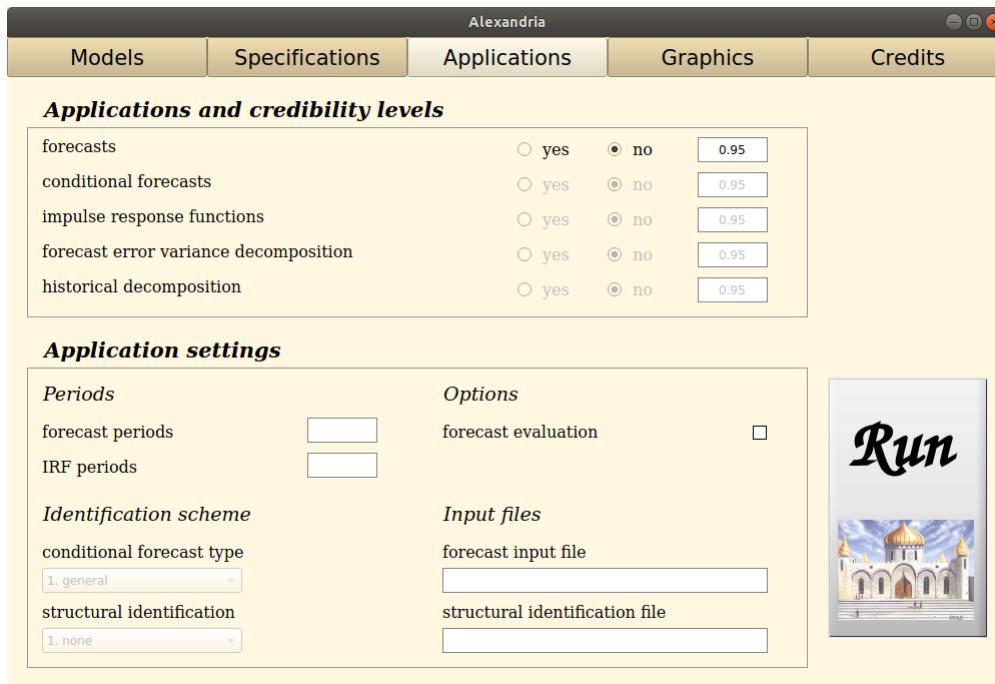 Alexandria
Models Specifications Applications Graphics Credits
Applications and credibility levels
forecasts yes no 0.95
conditional forecasts yes no 0.95
impulse response functions yes no 0.95
forecast error variance decomposition yes no 0.95
historical decomposition yes no 0.95
Application settings
Periods Options
forecast periods forecast evaluation
IRF periods
Run
Identification scheme Input files
conditional forecast type forecast input file
1. general
structural identification structural identification file
1. none